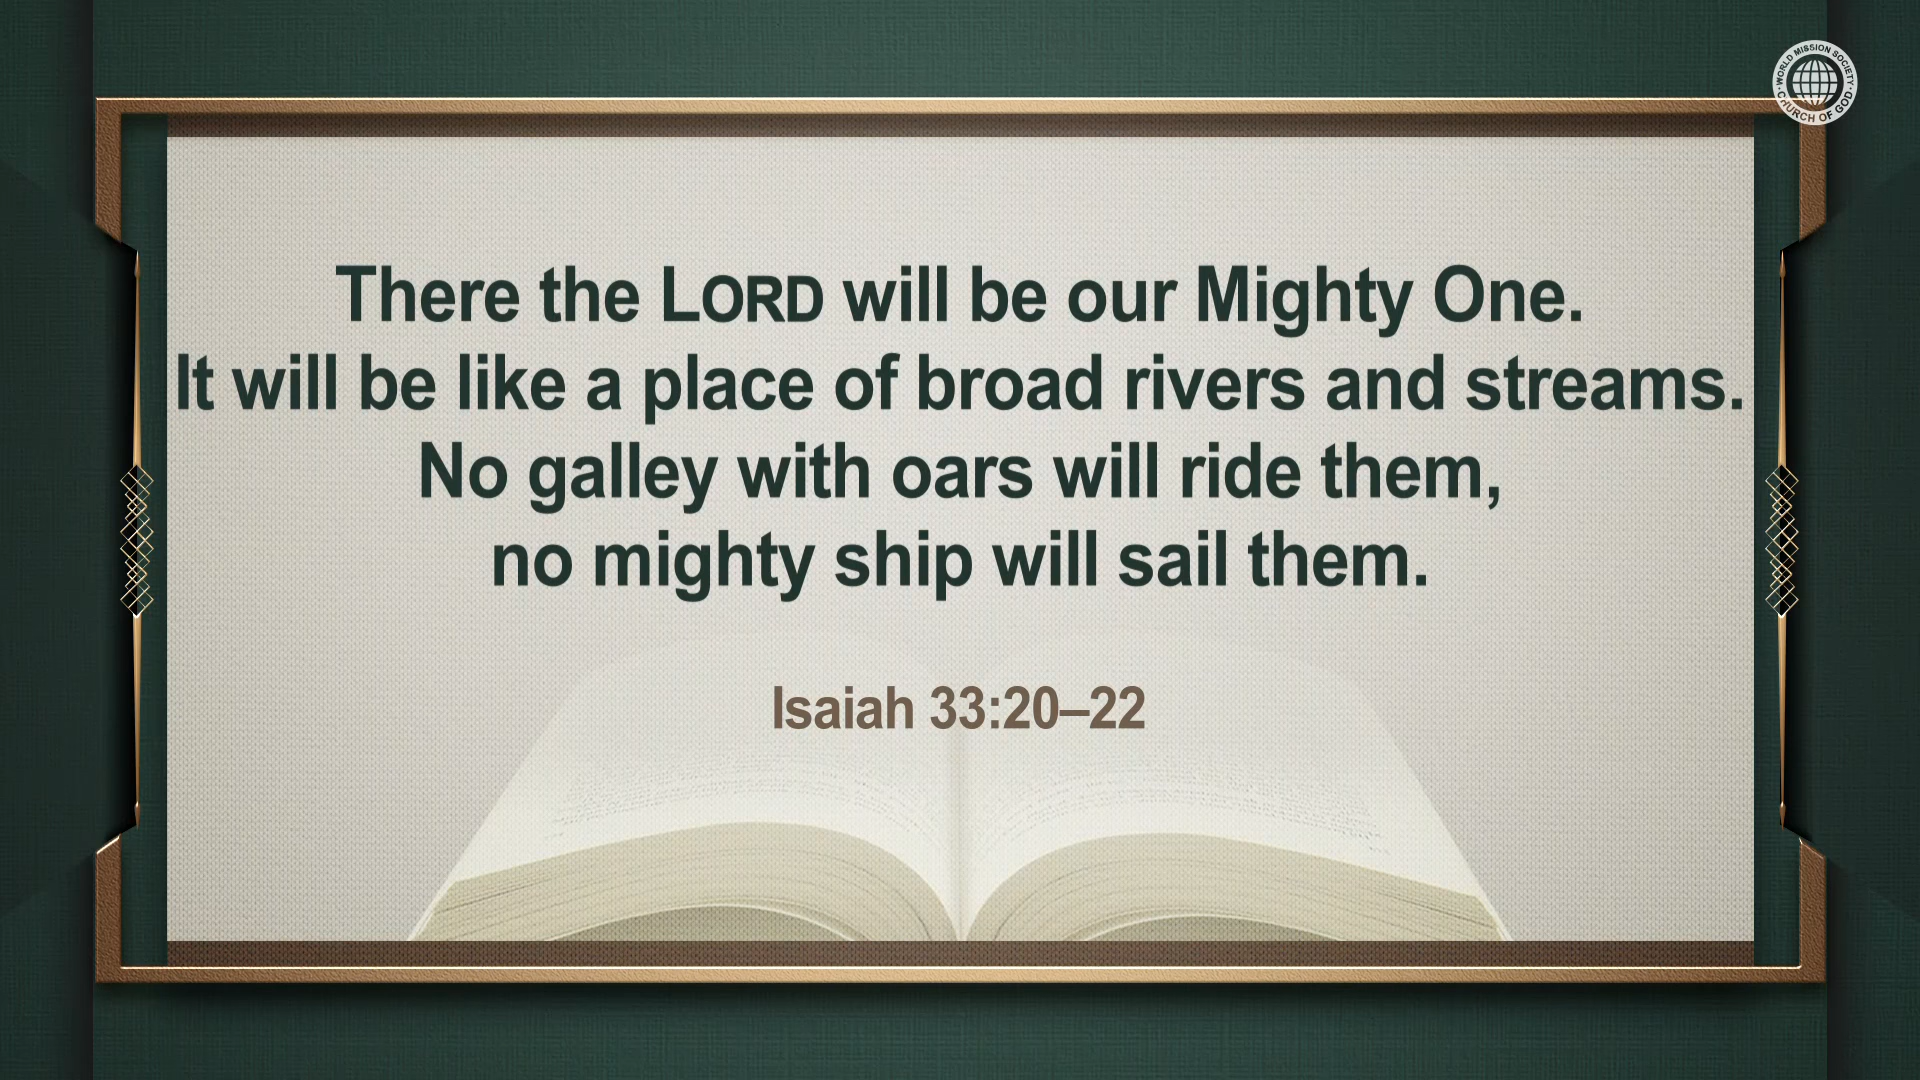 WORLD MISSION SOCIETY
CHURCH OF GOD
There the LORD will be our Mighty One.
It will be like a place of broad rivers and streams.
No galley with oars will ride them,
no mighty ship will sail them.
Isaiah 33:20–22